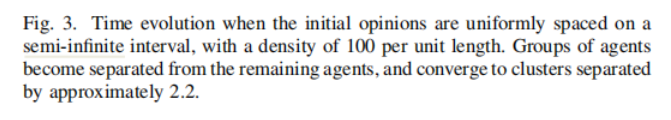 Fig. 3. Time evolution when the initial opinions are uniformly spaced on a
semi-infinite interval, with a density of 100 per unit length. Groups of agents
become separated from the remaining agents, and converge to clusters separated
by approximately 2.2.